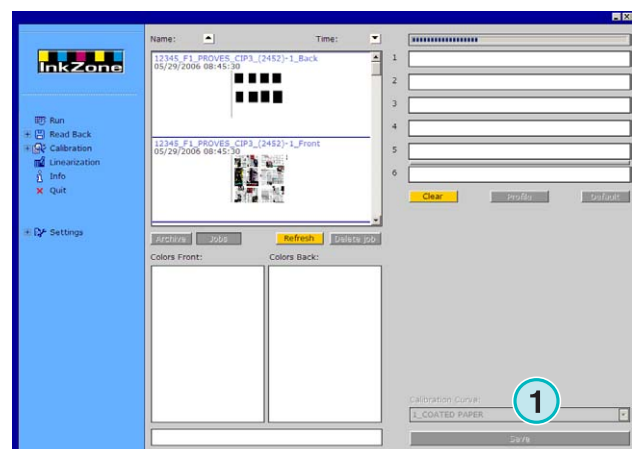 InkZone
Run
Read Back
Calibration
Linearization
Info
Quit
Settings
Name:
Time:
12345_F1_PROVES_CIP3_(2452)-1_Back
05/29/2006 08:45:30
12345_F1_PROVES_CIP3_(2452)-1_Front
05/29/2006 08:45:30
Archive
Jobs
Refresh
Delete job
Colors Front:
Colors Back:
1
2
3
4
5
6
Clear
Profile
Default
Calibration Curve:
1_COATED PAPER
1
Save